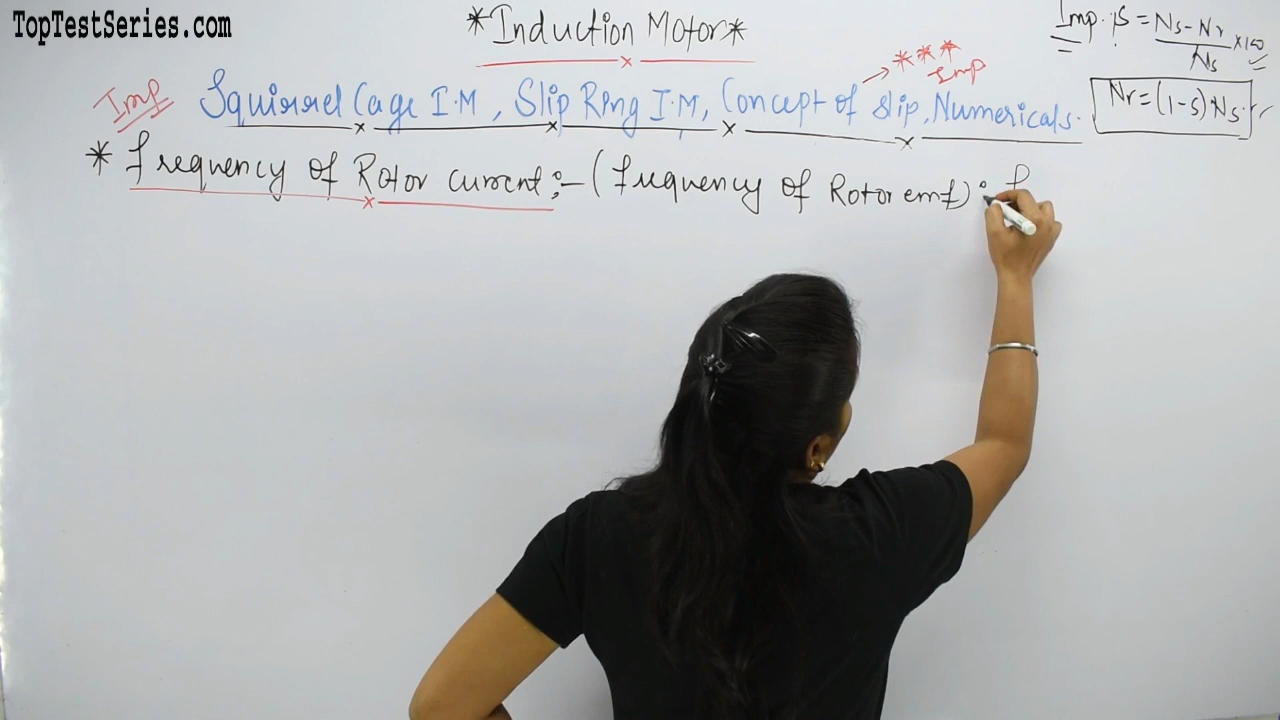 TopTestSeries.com
*Induction Motor*
Imp. %S = Ns - Nr / Ns × 100
Nr = (1-s) Ns.
*** Imp
Imp Squirrel Cage I.M, Slip Ring I.M, Concept of slip, Numericals.
* frequency of Rotor current :- (frequency of Rotor emf) : f